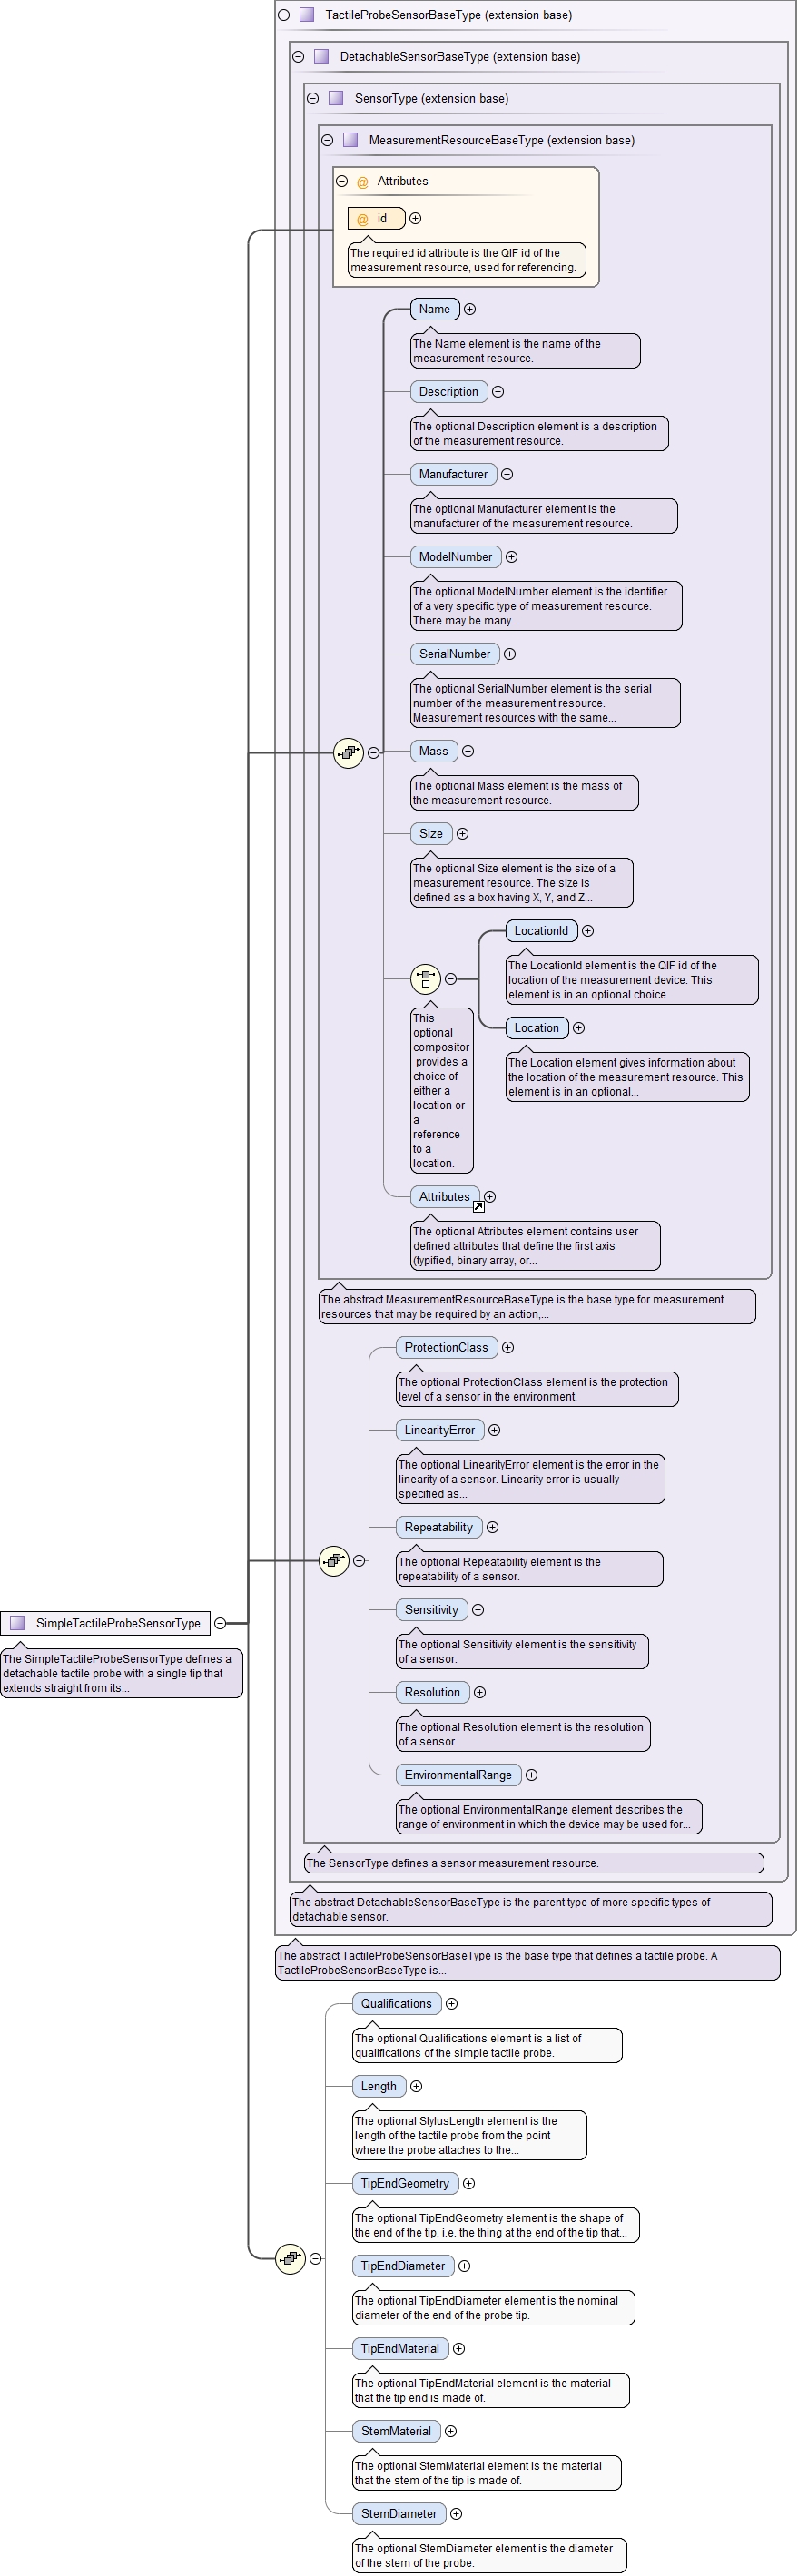 TactileProbeSensorBaseType (extension base)
DetachableSensorBaseType (extension base)
SensorType (extension base)
MeasurementResourceBaseType (extension base)
@ Attributes
@ id
The required id attribute is the QIF id of the
measurement resource, used for referencing.
Name
The Name element is the name of the
measurement resource.
Description
The optional Description element is a description
of the measurement resource.
Manufacturer
The optional Manufacturer element is the
manufacturer of the measurement resource.
ModelNumber
The optional ModelNumber element is the identifier
of a very specific type of measurement resource.
There may be many...
SerialNumber
The optional SerialNumber element is the serial
number of the measurement resource.
Measurement resources with the same...
Mass
The optional Mass element is the mass of
the measurement resource.
Size
The optional Size element is the size of a
measurement resource. The size is
defined as a box having X, Y, and Z...
LocationId
The LocationId element is the QIF id of the
location of the measurement device. This
element is in an optional choice.
This
optional
compositor
provides a
choice of
either a
location or
a
reference
to a
location.
Location
The Location element gives information about
the location of the measurement resource. This
element is in an optional...
Attributes
The optional Attributes element contains user
defined attributes that define the first axis
(typified, binary array, or...
The abstract MeasurementResourceBaseType is the base type for measurement
resources that may be required by an action,...
ProtectionClass
The optional ProtectionClass element is the protection
level of a sensor in the environment.
LinearityError
The optional LinearityError element is the error in the
linearity of a sensor. Linearity error is usually
specified as...
Repeatability
The optional Repeatability element is the
repeatability of a sensor.
Sensitivity
The optional Sensitivity element is the sensitivity
of a sensor.
SimpleTactileProbeSensorType
The SimpleTactileProbeSensorType defines a
detachable tactile probe with a single tip that
extends straight from its...
Resolution
The optional Resolution element is the resolution
of a sensor.
EnvironmentalRange
The optional EnvironmentalRange element describes the
range of environment in which the device may be used for...
The SensorType defines a sensor measurement resource.
The abstract DetachableSensorBaseType is the parent type of more specific types of
detachable sensor.
The abstract TactileProbeSensorBaseType is the base type that defines a tactile probe. A
TactileProbeSensorBaseType is...
Qualifications
The optional Qualifications element is a list of
qualifications of the simple tactile probe.
Length
The optional StylusLength element is the
length of the tactile probe from the point
where the probe attaches to the...
TipEndGeometry
The optional TipEndGeometry element is the shape of
the end of the tip, i.e. the thing at the end of the tip that...
TipEndDiameter
The optional TipEndDiameter element is the nominal
diameter of the end of the probe tip.
TipEndMaterial
The optional TipEndMaterial element is the material
that the tip end is made of.
StemMaterial
The optional StemMaterial element is the material
that the stem of the tip is made of.
StemDiameter
The optional StemDiameter element is the diameter
of the stem of the probe.